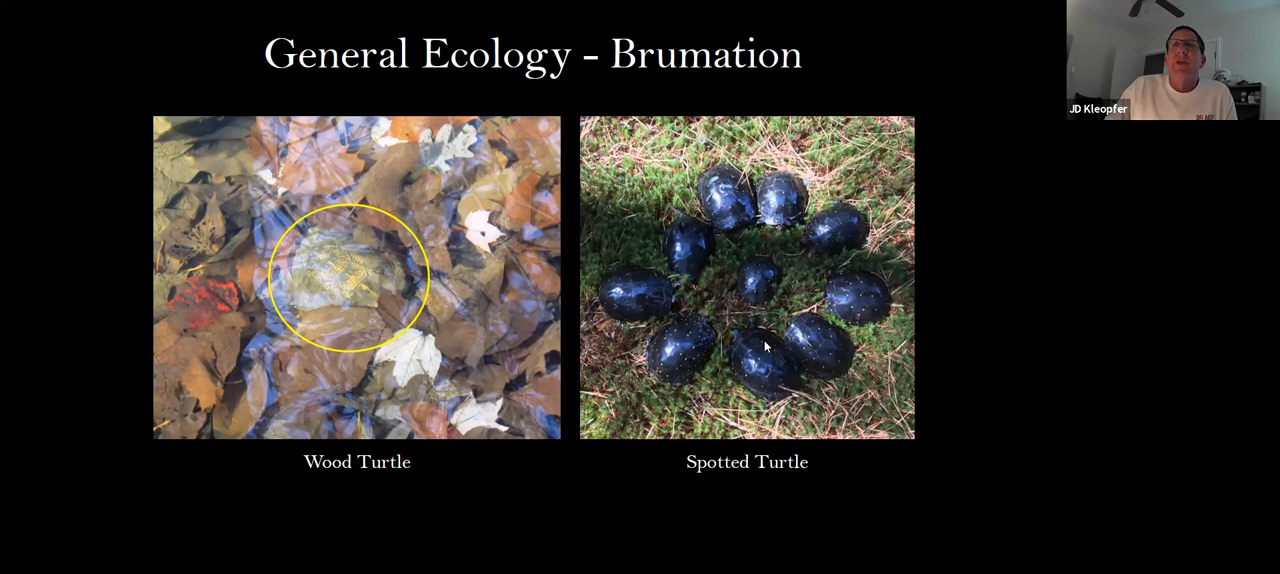 General Ecology - Brumation
JD Kleopfer
Wood Turtle
Spotted Turtle